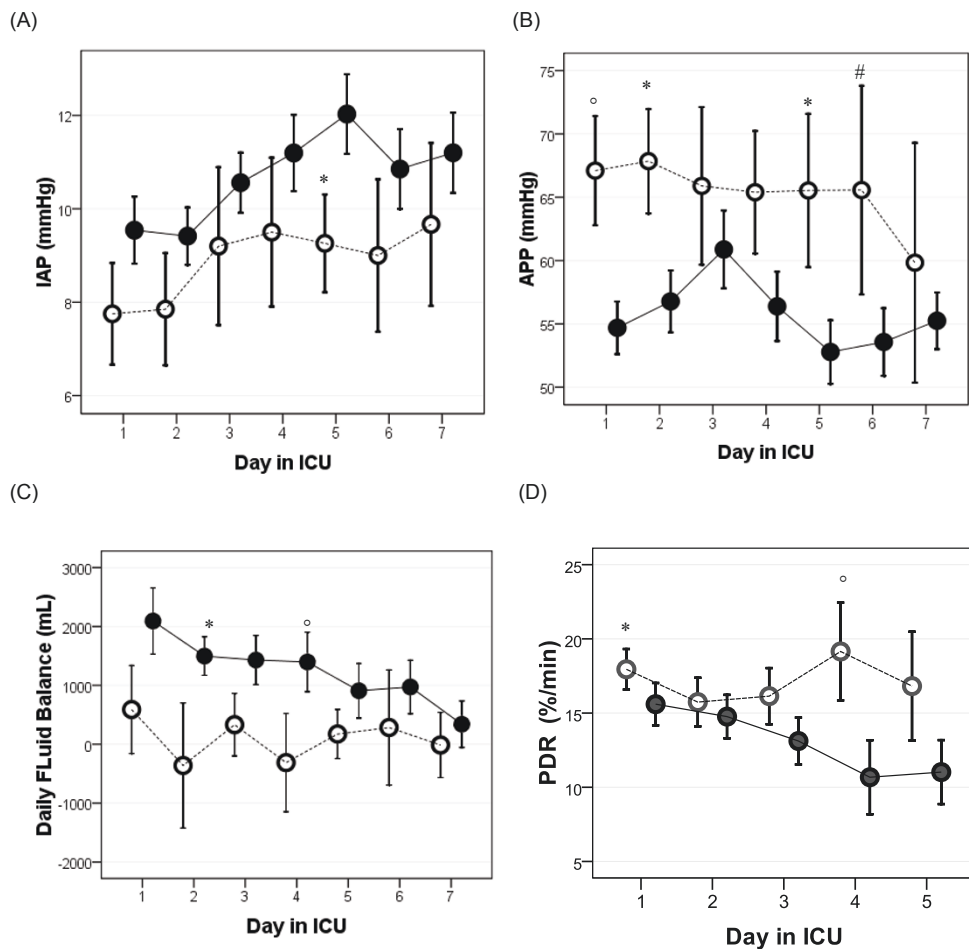 (A)
IAP (mmHg)
12
10
8
6
*
1 2 3 4 5 6 7
Day in ICU
(B)
APP (mmHg)
75
70
65
60
55
50
° * * #
1 2 3 4 5 6 7
Day in ICU
(C)
Daily FLuid Balance (mL)
3000
2000
1000
0
-1000
-2000
* °
1 2 3 4 5 6 7
Day in ICU
(D)
PDR (%/min)
25
20
15
10
5
* °
1 2 3 4 5
Day in ICU